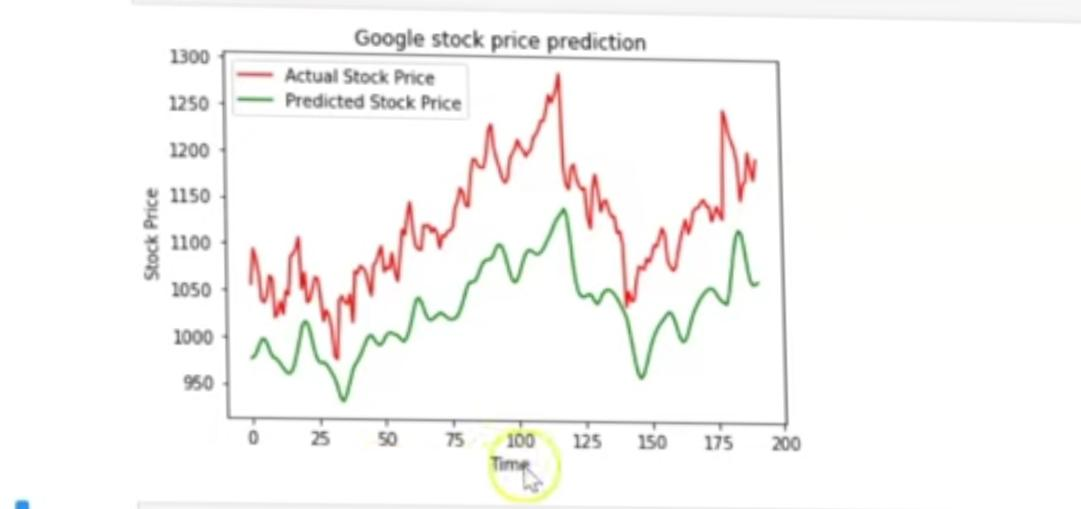 Google stock price prediction
Actual Stock Price
Predicted Stock Price
Stock Price
1300
1250
1200
1150
1100
1050
1000
950
0 25 50 75 100 125 150 175 200
Time